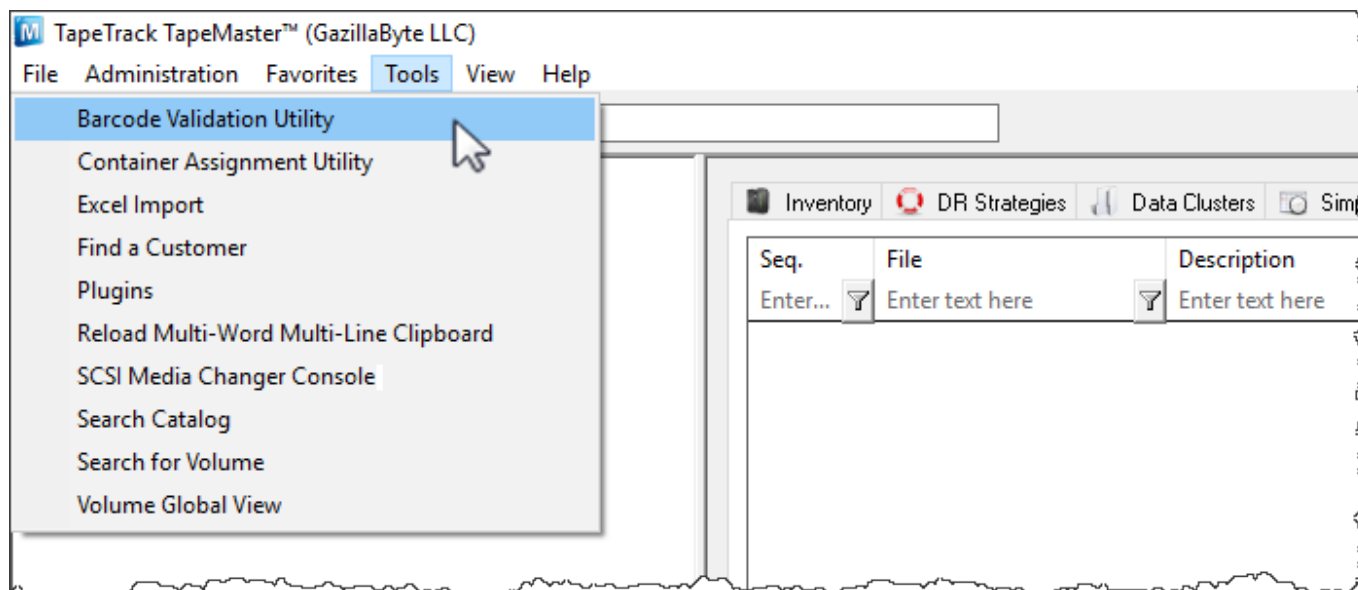 TapeTrack TapeMaster™ (GazillaByte LLC)
File Administration Favorites Tools View Help
Barcode Validation Utility
Container Assignment Utility
Excel Import
Find a Customer
Plugins
Reload Multi-Word Multi-Line Clipboard
SCSI Media Changer Console
Search Catalog
Search for Volume
Volume Global View
Inventory DR Strategies Data Clusters
Seq. File Description
Enter... Enter text here Enter text here